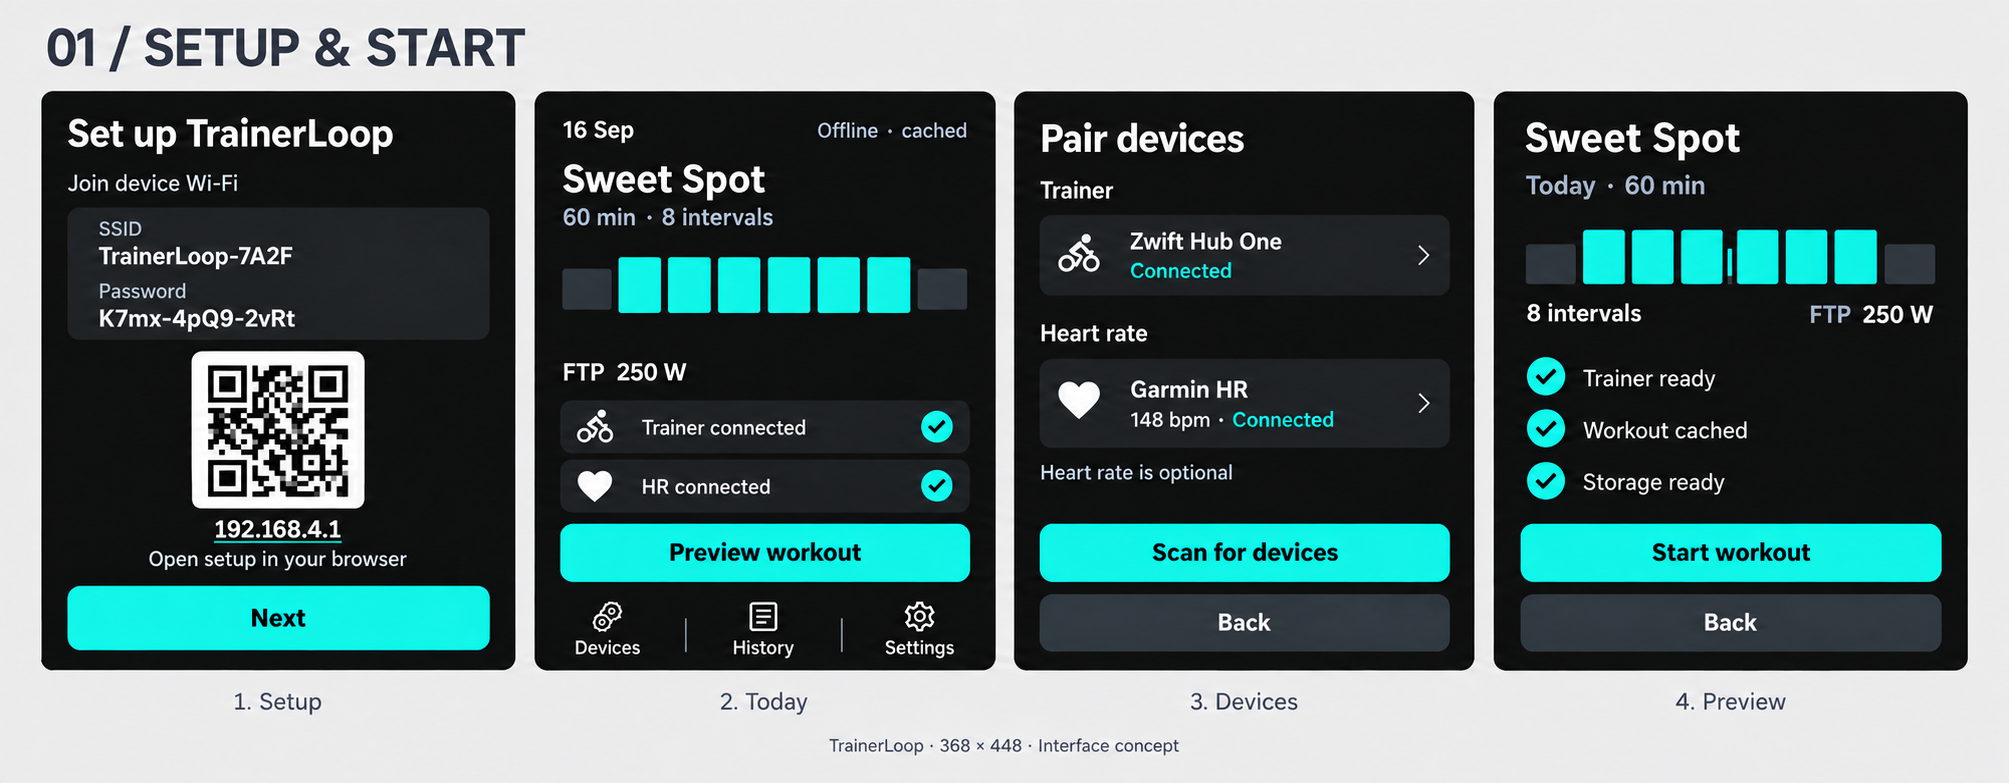 01 / SETUP & START
Set up TrainerLoop
Join device Wi-Fi
SSID
TrainerLoop-7A2F
Password
K7mx-4pQ9-2vRt
192.168.4.1
Open setup in your browser
Next
1. Setup
16 Sep
Offline · cached
Sweet Spot
60 min · 8 intervals
FTP 250 W
Trainer connected
HR connected
Preview workout
Devices
History
Settings
2. Today
Pair devices
Trainer
Zwift Hub One
Connected
Heart rate
Garmin HR
148 bpm · Connected
Heart rate is optional
Scan for devices
Back
3. Devices
Sweet Spot
Today · 60 min
8 intervals
FTP 250 W
Trainer ready
Workout cached
Storage ready
Start workout
Back
4. Preview
TrainerLoop · 368 × 448 · Interface concept